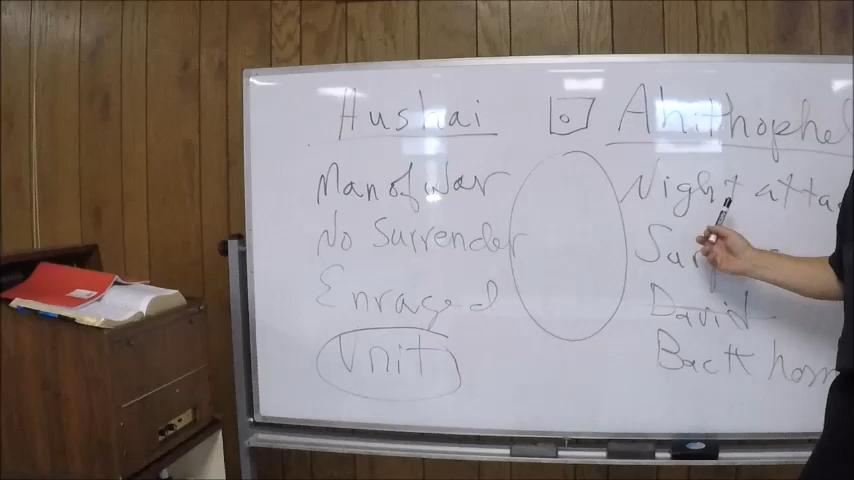 Hushai
Man of War
No Surrender
Enraged
Unit
Ahithophel
Night atta
David
Back hom